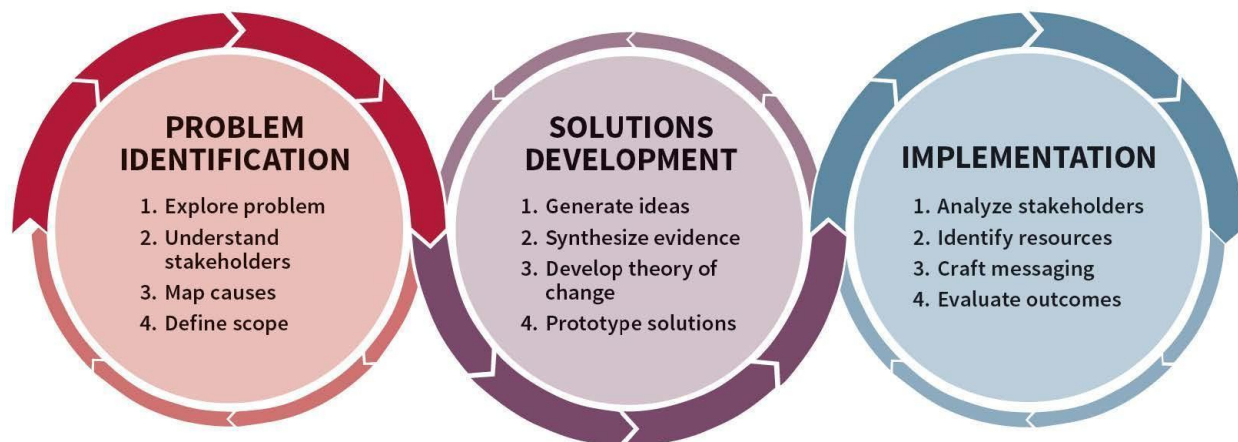 PROBLEM
IDENTIFICATION
1. Explore problem
2. Understand
stakeholders
3. Map causes
4. Define scope
SOLUTIONS
DEVELOPMENT
1. Generate ideas
2. Synthesize evidence
3. Develop theory of
change
4. Prototype solutions
IMPLEMENTATION
1. Analyze stakeholders
2. Identify resources
3. Craft messaging
4. Evaluate outcomes